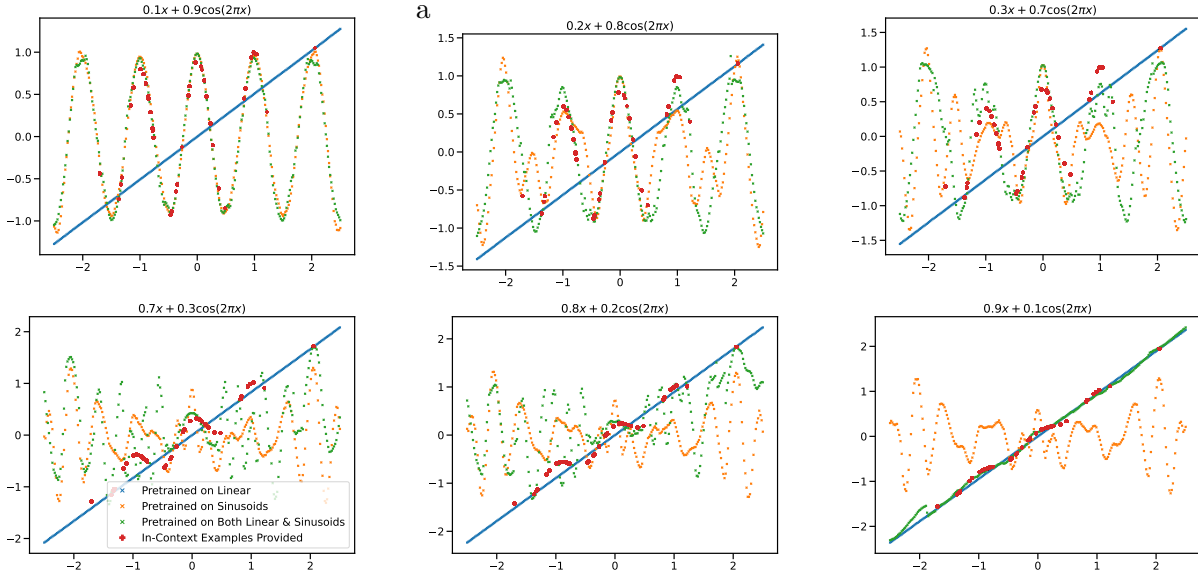 a
0.1x + 0.9cos(2πx)
1.0
0.5
0.0
−0.5
−1.0
−2 −1 0 1 2
0.2x + 0.8cos(2πx)
1.5
1.0
0.5
0.0
−0.5
−1.0
−1.5
−2 −1 0 1 2
0.3x + 0.7cos(2πx)
1.5
1.0
0.5
0.0
−0.5
−1.0
−1.5
−2 −1 0 1 2
0.7x + 0.3cos(2πx)
2
1
0
−1
−2
−2 −1 0 1 2
Pretrained on Linear
Pretrained on Sinusoids
Pretrained on Both Linear & Sinusoids
In-Context Examples Provided
0.8x + 0.2cos(2πx)
2
1
0
−1
−2
−2 −1 0 1 2
0.9x + 0.1cos(2πx)
2
1
0
−1
−2
−2 −1 0 1 2